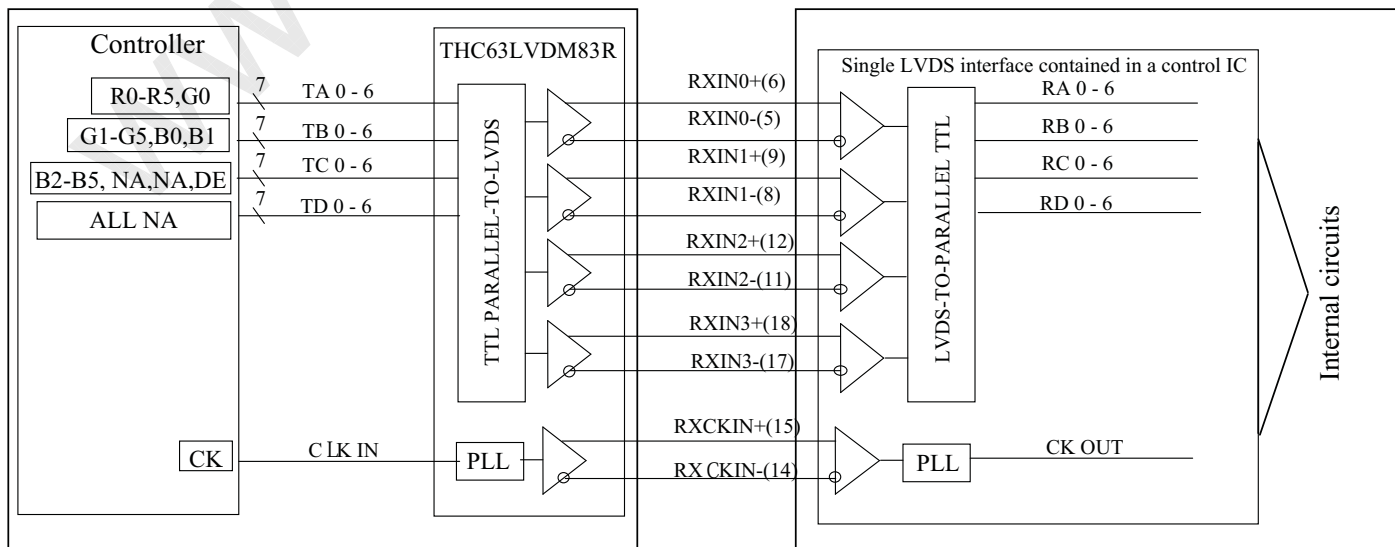 Controller
R0-R5,G0
G1-G5,B0,B1
B2-B5, NA,NA,DE
ALL NA
CK
7
TA 0 - 6
7
TB 0 - 6
7
TC 0 - 6
7
TD 0 - 6
CLK IN
THC63LVDM83R
TTL PARALLEL-TO-LVDS
PLL
RXIN0+(6)
RXIN0-(5)
RXIN1+(9)
RXIN1-(8)
RXIN2+(12)
RXIN2-(11)
RXIN3+(18)
RXIN3-(17)
RXCKIN+(15)
RXCKIN-(14)
Single LVDS interface contained in a control IC
LVDS-TO-PARALLEL TTL
PLL
RA 0 - 6
RB 0 - 6
RC 0 - 6
RD 0 - 6
CK OUT
Internal circuits